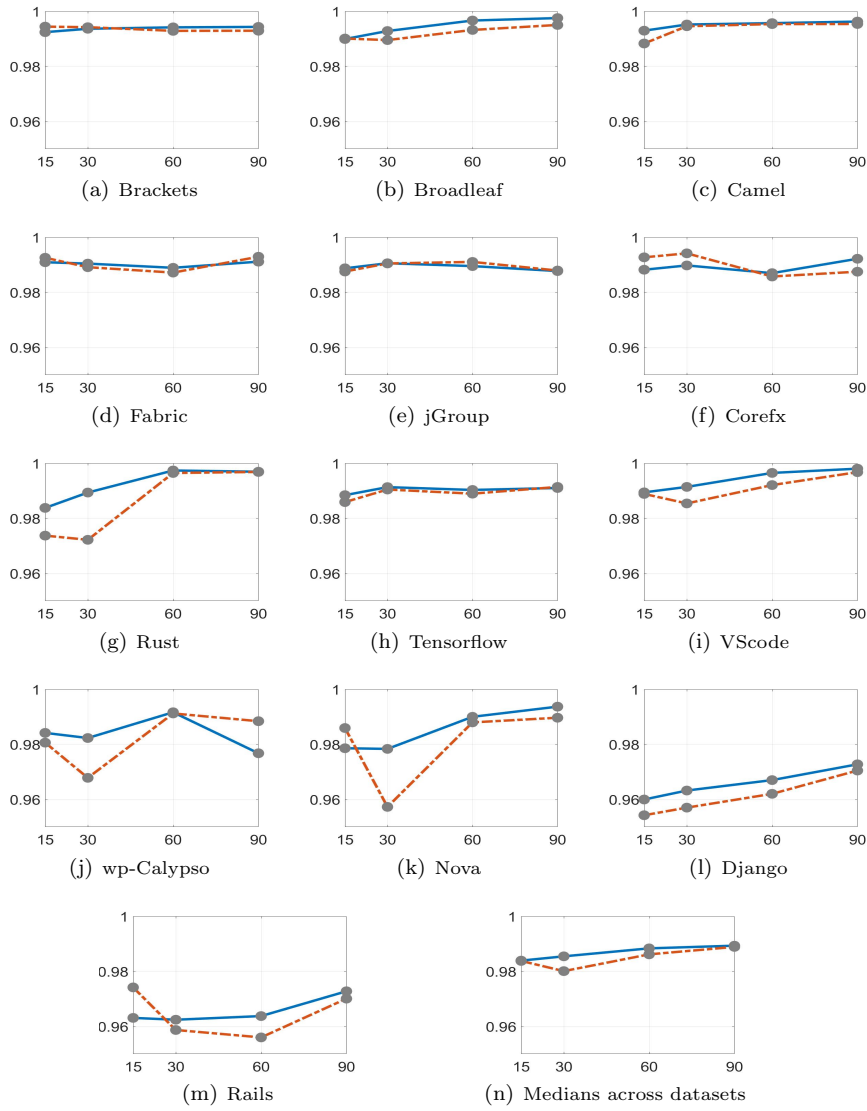 1
0.98
0.96
15 30 60 90
(a) Brackets
1
0.98
0.96
15 30 60 90
(b) Broadleaf
1
0.98
0.96
15 30 60 90
(c) Camel
1
0.98
0.96
15 30 60 90
(d) Fabric
1
0.98
0.96
15 30 60 90
(e) jGroup
1
0.98
0.96
15 30 60 90
(f) Corefx
1
0.98
0.96
15 30 60 90
(g) Rust
1
0.98
0.96
15 30 60 90
(h) Tensorflow
1
0.98
0.96
15 30 60 90
(i) VScode
1
0.98
0.96
15 30 60 90
(j) wp-Calypso
1
0.98
0.96
15 30 60 90
(k) Nova
1
0.98
0.96
15 30 60 90
(l) Django
1
0.98
0.96
15 30 60 90
(m) Rails
1
0.98
0.96
15 30 60 90
(n) Medians across datasets